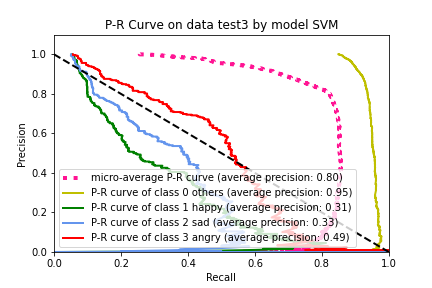 P-R Curve on data test3 by model SVM
1.0
0.8
0.6
0.4
0.2
0.0
Precision
micro-average P-R curve (average precision: 0.80)
P-R curve of class 0 others (average precision: 0.95)
P-R curve of class 1 happy (average precision: 0.31)
P-R curve of class 2 sad (average precision: 0.33)
P-R curve of class 3 angry (average precision: 0.49)
0.0 0.2 0.4 0.6 0.8 1.0
Recall